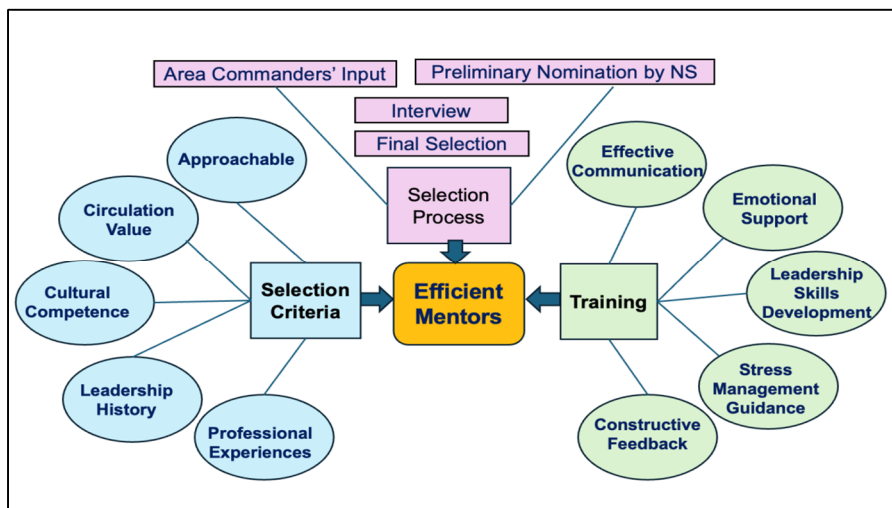 Area Commanders' Input
Preliminary Nomination by NS
Interview
Final Selection
Selection
Process
Approachable
Circulation
Value
Cultural
Competence
Leadership
History
Professional
Experiences
Selection
Criteria
Efficient
Mentors
Training
Effective
Communication
Emotional
Support
Leadership
Skills
Development
Stress
Management
Guidance
Constructive
Feedback